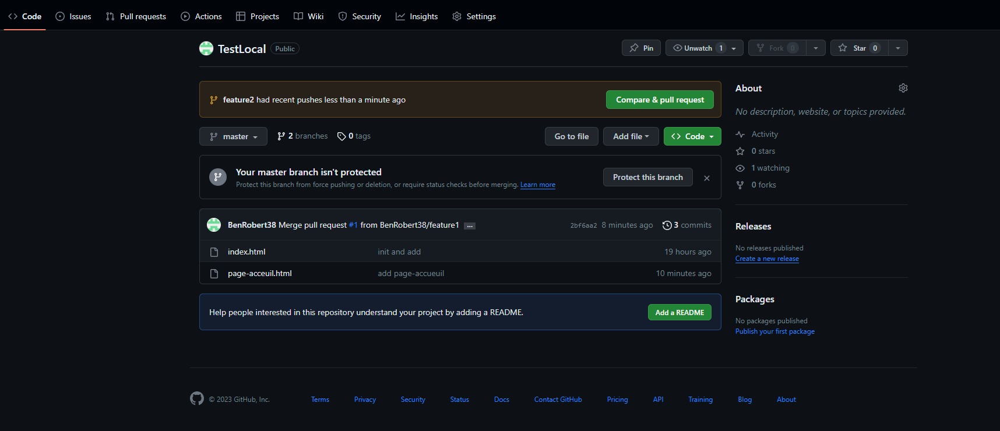 Code Issues Pull requests Actions Projects Wiki Security Insights Settings
TestLocal Public Pin Unwatch 1 Fork 0 Star 0
feature2 had recent pushes less than a minute ago Compare & pull request
master 2 branches 0 tags Go to file Add file Code
Your master branch isn't protected
Protect this branch from force pushing or deletion, or require status checks before merging. Learn more
Protect this branch
BenRobert38 Merge pull request #1 from BenRobert38/feature1 ... 2bf6aa2 8 minutes ago 3 commits
index.html init and add 19 hours ago
page-acceuil.html add page-accueuil 10 minutes ago
Help people interested in this repository understand your project by adding a README. Add a README
About
No description, website, or topics provided.
Activity
0 stars
1 watching
0 forks
Releases
No releases published
Create a new release
Packages
No packages published
Publish your first package
© 2023 GitHub, Inc. Terms Privacy Security Status Docs Contact GitHub Pricing API Training Blog About